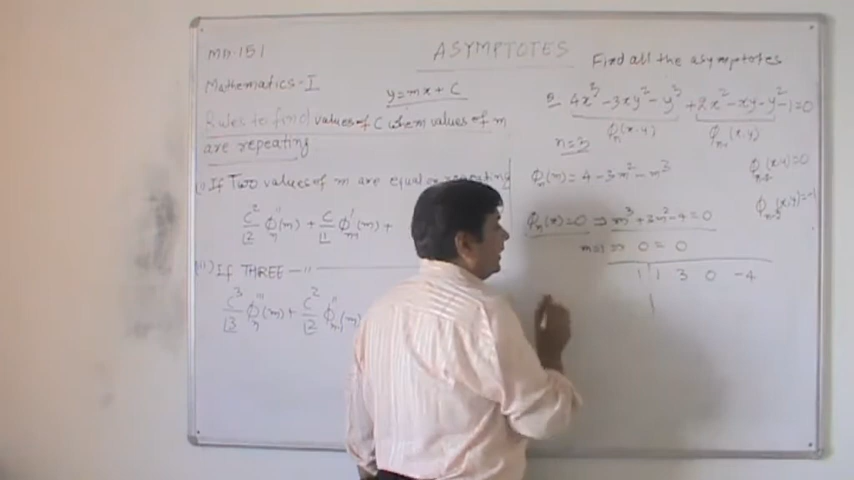 MA-151
ASYMPTOTES
Mathematics-I
y=mx+C
Rules to find values of C when values of m
are repeating
(i) If Two values of m are equal or repeating
C²/⌊2 ϕₙ''(m) + C/⌊1 ϕ'ₙ₋₁(m) +
(ii) If THREE —〃—
C³/⌊3 ϕₙ'''(m) + C²/⌊2 ϕ''ₙ₋₁(m)
Find all the asymptotes
4x³-3xy²-y³+2x²-xy-y²-1=0
ϕₙ(x,y) ϕₙ₋₁(x,y)
n=3
ϕₙ(m) = 4-3m²-m³
ϕₙ₋₂(x,y)=0
ϕₙ₋₃(x,y)=-1
=0 ⇒ m³+3m²-4=0
m=1 ⇒ 0=0
1 | 1 3 0 -4
1